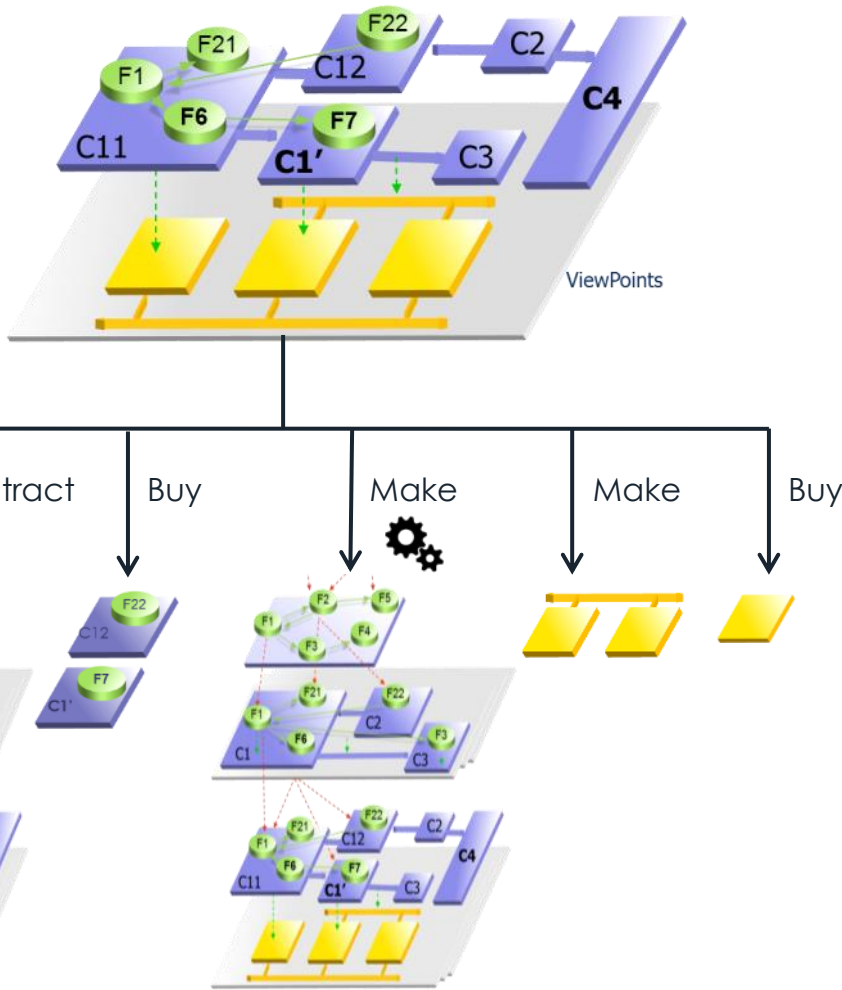 F22
F21
C2
F1
C12
C4
F6
F7
C11
C1'
C3
ViewPoints
tract
Buy
Make
Make
Buy
F22
C12
F7
C1'
F2
F5
F1
F4
F3
F21
F22
F1
C2
F6
F3
C1
C3
F22
F21
C2
F1
C12
C4
F6
F7
C11
C1'
C3